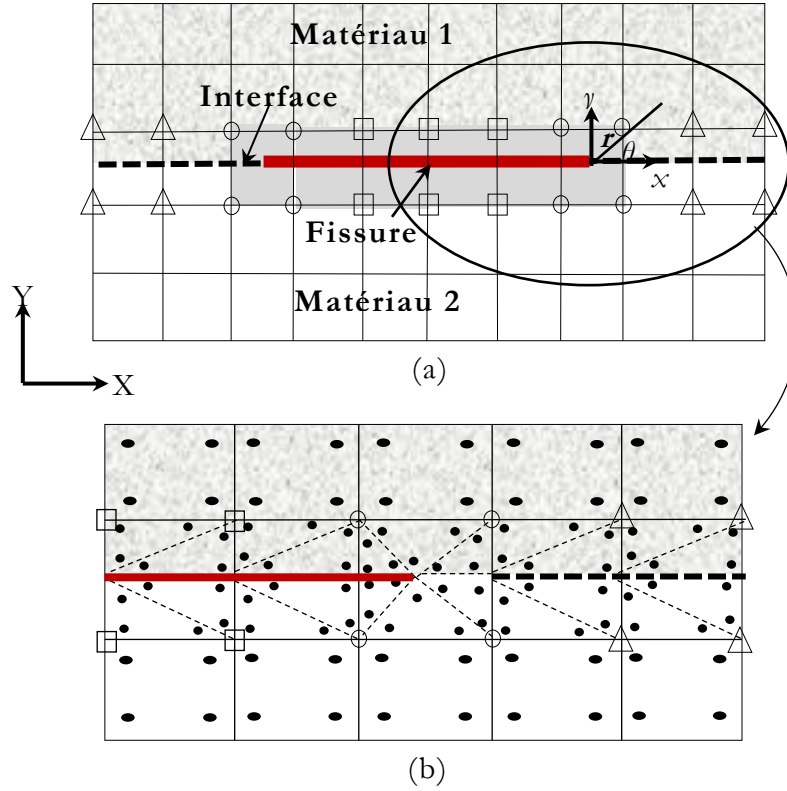 Matériau 1
Interface
y
r
θ
x
Fissure
Matériau 2
Y
X
(a)
(b)